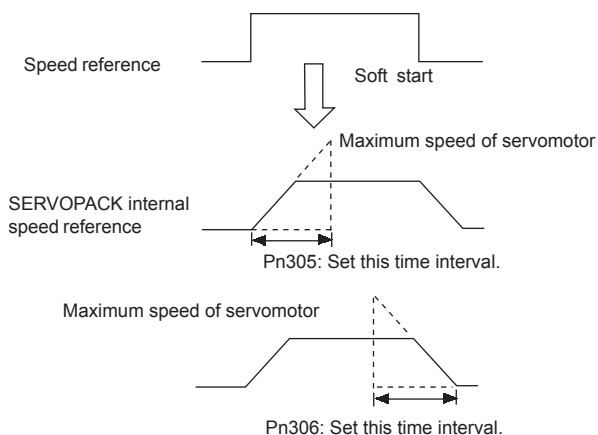 Speed reference
Soft start
Maximum speed of servomotor
SERVOPACK internal
speed reference
Pn305: Set this time interval.
Maximum speed of servomotor
Pn306: Set this time interval.